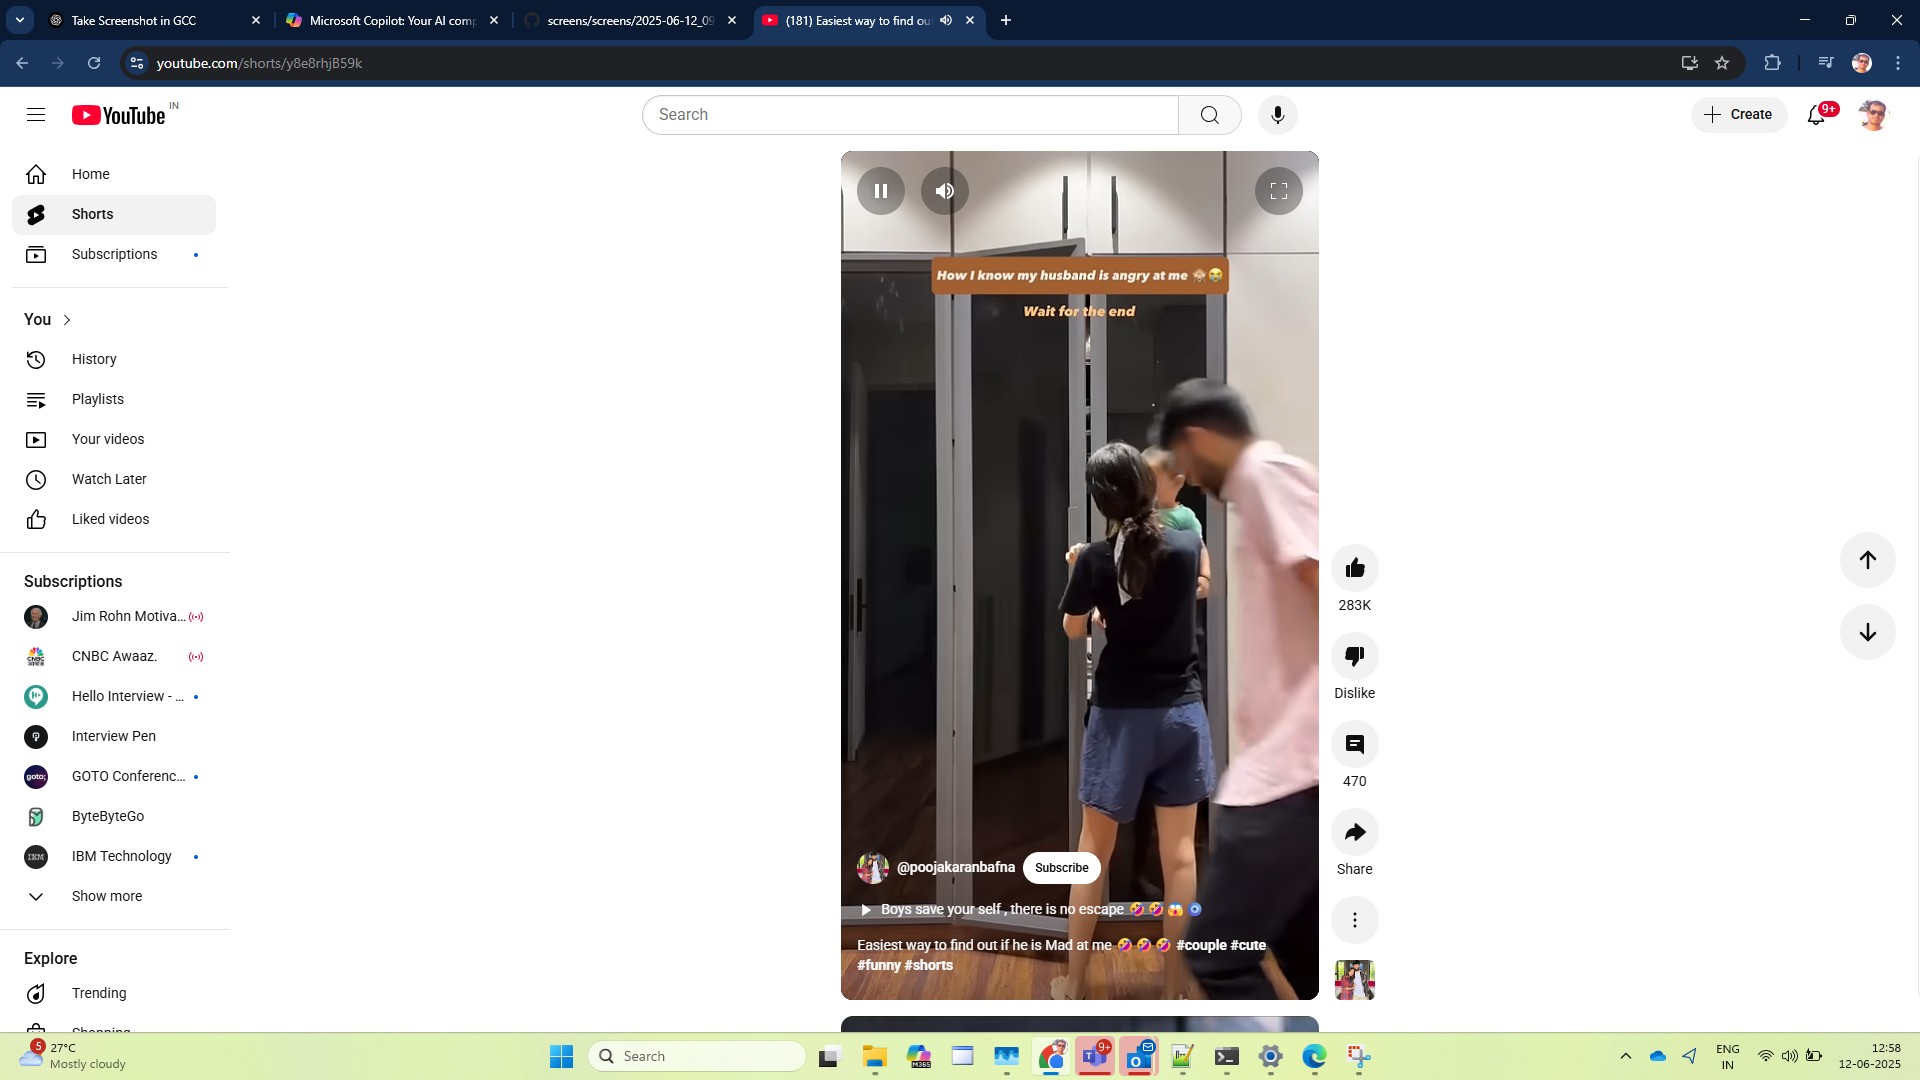 Take Screenshot in GCC
Microsoft Copilot: Your AI comp
screens/screens/2025-06-12_09
(181) Easiest way to find ou
youtube.com/shorts/y8e8rhjB59k
YouTube IN
Search
Create
9+
Home
Shorts
Subscriptions
You
History
Playlists
Your videos
Watch Later
Liked videos
Subscriptions
Jim Rohn Motiva...
CNBC Awaaz.
Hello Interview - ...
Interview Pen
GOTO Conferenc...
ByteByteGo
IBM Technology
Show more
Explore
Trending
How I know my husband is angry at me 🙈😂
Wait for the end
@poojakaranbafna
Subscribe
Boys save your self , there is no escape 🤣🤣😱🧿
Easiest way to find out if he is Mad at me 🤣🤣🤣 #couple #cute
#funny #shorts
283K
Dislike
470
Share
5
27°C
Mostly cloudy
Search
M365
9+
ENG
IN
12:58
12-06-2025